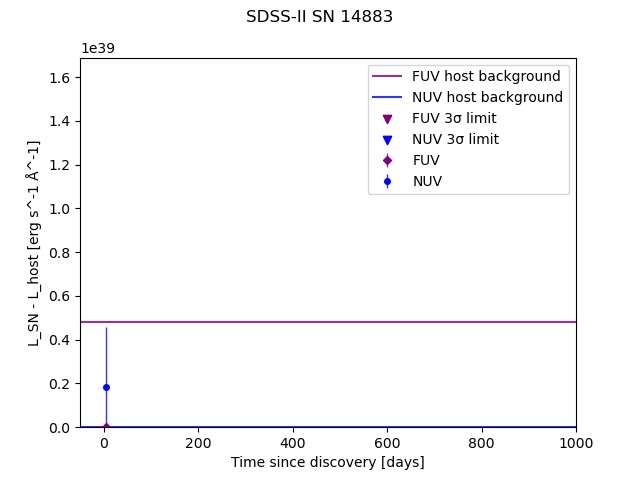 SDSS-II SN 14883
1e39
1.6
1.4
1.2
1.0
0.8
0.6
0.4
0.2
0.0
L_SN - L_host [erg s^-1 Å^-1]
FUV host background
NUV host background
FUV 3σ limit
NUV 3σ limit
FUV
NUV
0 200 400 600 800 1000
Time since discovery [days]